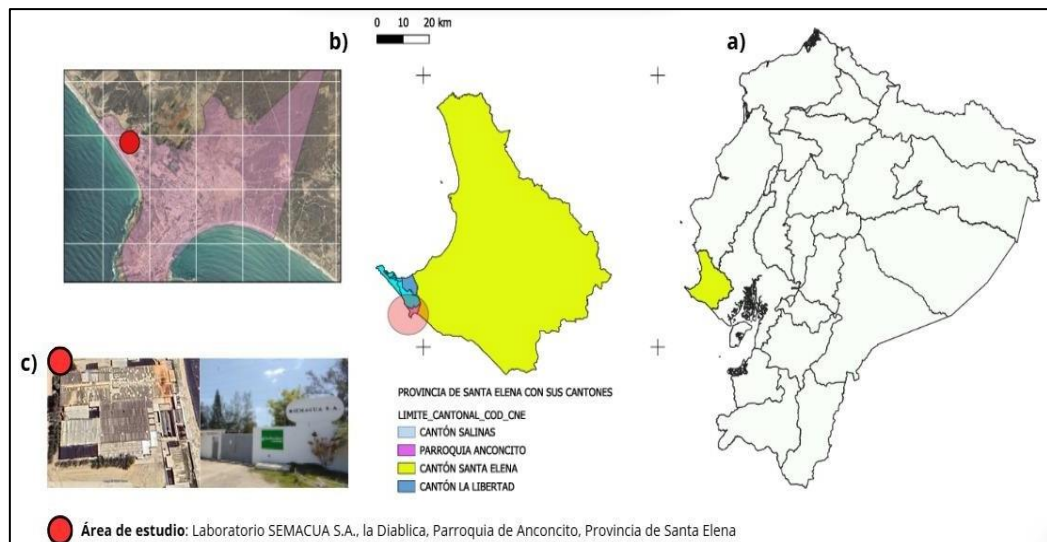 0 10 20 km
b)
a)
c)
SIEMACUA S.A.
PROVINCIA DE SANTA ELENA CON SUS CANTONES
LIMITE_CANTONAL_COD_CNE
CANTÓN SALINAS
PARROQUIA ANCONCITO
CANTÓN SANTA ELENA
CANTÓN LA LIBERTAD
Área de estudio: Laboratorio SEMACUA S.A., la Diablica, Parroquia de Anconcito, Provincia de Santa Elena